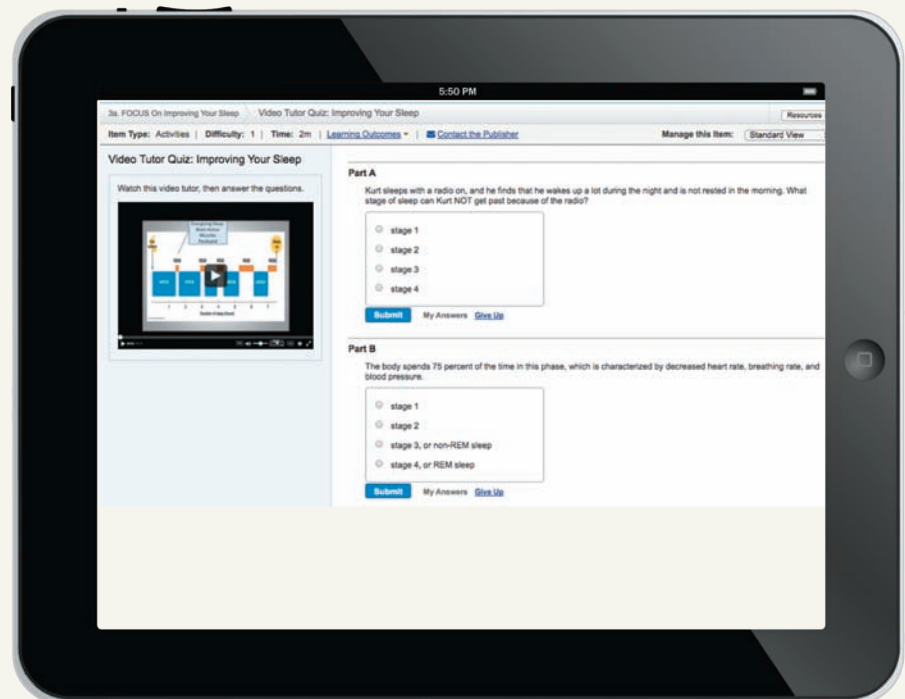 5:50 PM
3a. FOCUS On Improving Your Sleep Video Tutor Quiz: Improving Your Sleep Resources
Item Type: Activities | Difficulty: 1 | Time: 2m | Learning Outcomes | Contact the Publisher Manage this Item: Standard View
Video Tutor Quiz: Improving Your Sleep
Watch this video tutor, then answer the questions.
Part A
Kurt sleeps with a radio on, and he finds that he wakes up a lot during the night and is not rested in the morning. What
stage of sleep can Kurt NOT get past because of the radio?
stage 1
stage 2
stage 3
stage 4
Submit My Answers Give Up
Part B
The body spends 75 percent of the time in this phase, which is characterized by decreased heart rate, breathing rate, and
blood pressure.
stage 1
stage 2
stage 3, or non-REM sleep
stage 4, or REM sleep
Submit My Answers Give Up